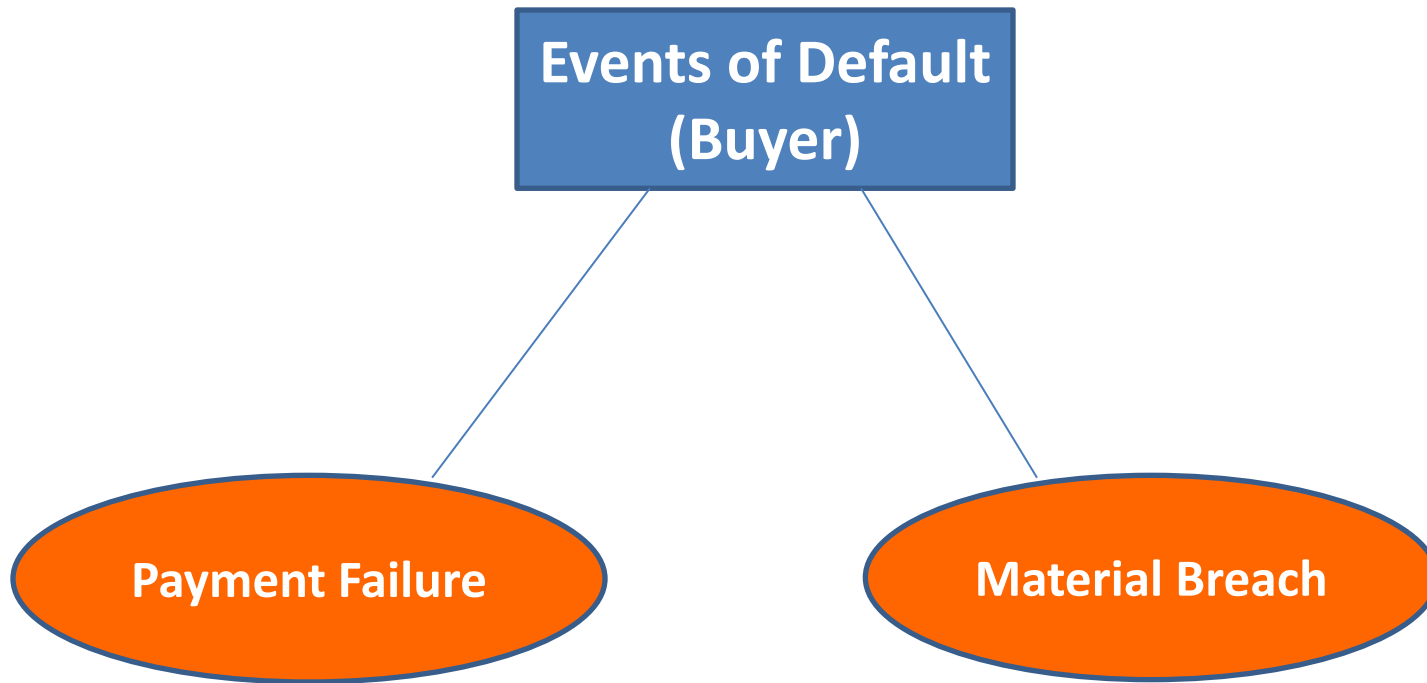 Events of Default
(Buyer)
Payment Failure
Material Breach